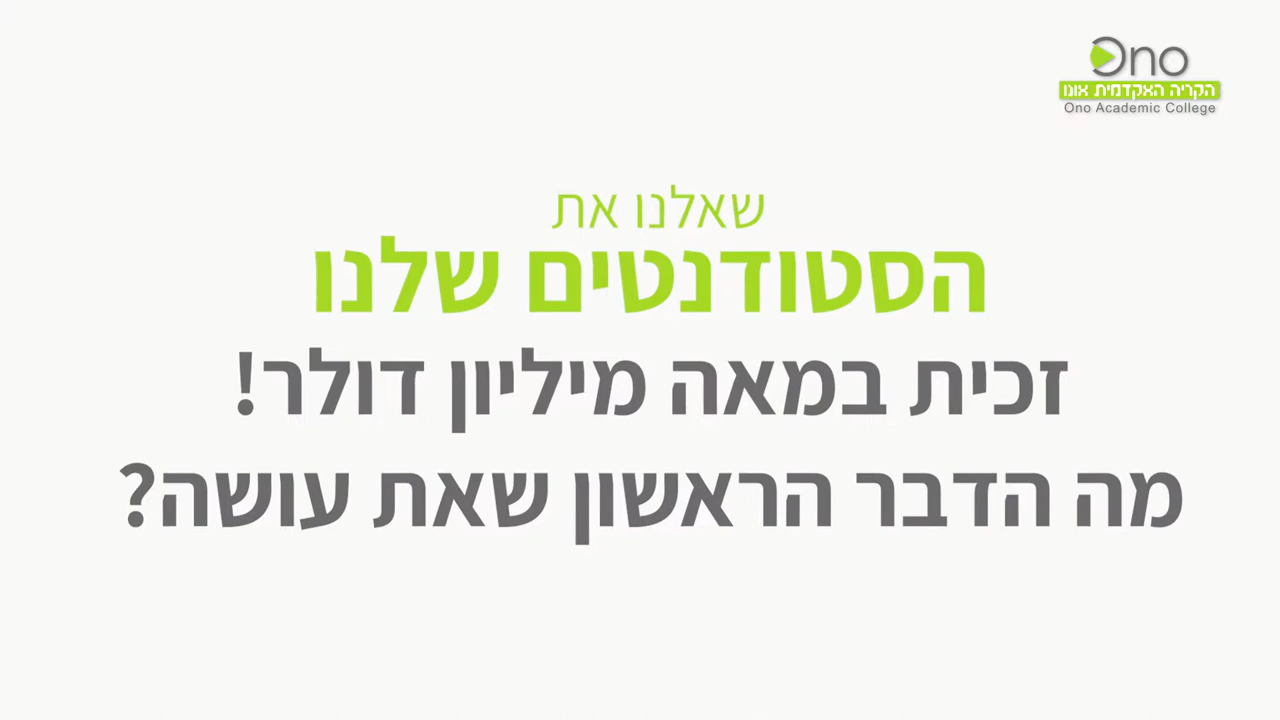 Ono
הקריה האקדמית אונו
Ono Academic College
שאלנו את
הסטודנטים שלנו
זכית במאה מיליון דולר!
מה הדבר הראשון שאת עושה?